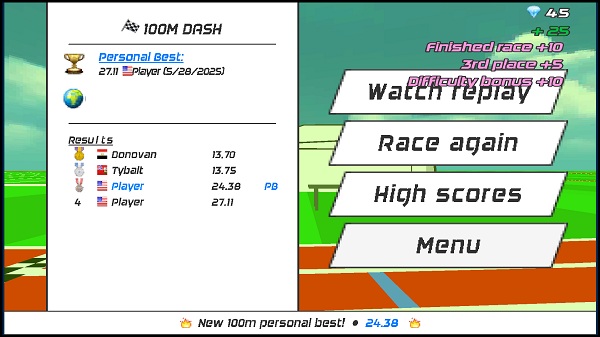 100M DASH
Personal Best:
27.11 Player (5/28/2025)
Results
Donovan 13.70
Tybalt 13.75
Player 24.38 PB
4 Player 27.11
45
+ 25
Finished race +10
3rd place +5
Difficulty bonus +10
Watch replay
Race again
High scores
Menu
New 100m personal best! • 24.38